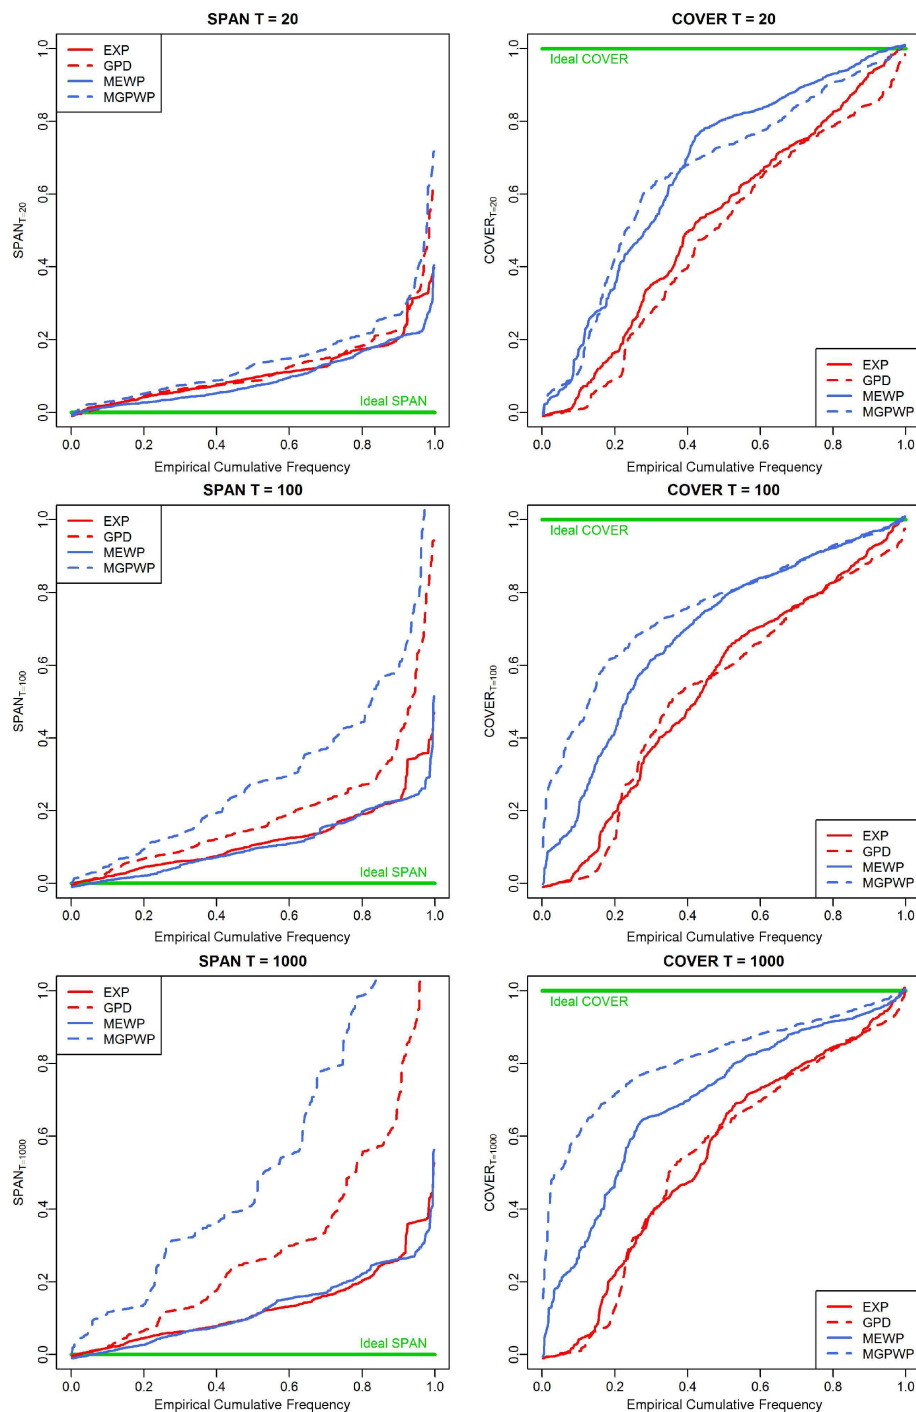 SPAN T = 20
EXP
GPD
MEWP
MGPWP
1.0
0.8
0.6
0.4
0.2
0.0
SPAN T=20
Ideal SPAN
0.0 0.2 0.4 0.6 0.8 1.0
Empirical Cumulative Frequency
COVER T = 20
Ideal COVER
1.0
0.8
0.6
0.4
0.2
0.0
COVER T=20
EXP
GPD
MEWP
MGPWP
0.0 0.2 0.4 0.6 0.8 1.0
Empirical Cumulative Frequency
SPAN T = 100
EXP
GPD
MEWP
MGPWP
1.0
0.8
0.6
0.4
0.2
0.0
SPAN T=100
Ideal SPAN
0.0 0.2 0.4 0.6 0.8 1.0
Empirical Cumulative Frequency
COVER T = 100
Ideal COVER
1.0
0.8
0.6
0.4
0.2
0.0
COVER T=100
EXP
GPD
MEWP
MGPWP
0.0 0.2 0.4 0.6 0.8 1.0
Empirical Cumulative Frequency
SPAN T = 1000
EXP
GPD
MEWP
MGPWP
1.0
0.8
0.6
0.4
0.2
0.0
SPAN T=1000
Ideal SPAN
0.0 0.2 0.4 0.6 0.8 1.0
Empirical Cumulative Frequency
COVER T = 1000
Ideal COVER
1.0
0.8
0.6
0.4
0.2
0.0
COVER T=1000
EXP
GPD
MEWP
MGPWP
0.0 0.2 0.4 0.6 0.8 1.0
Empirical Cumulative Frequency